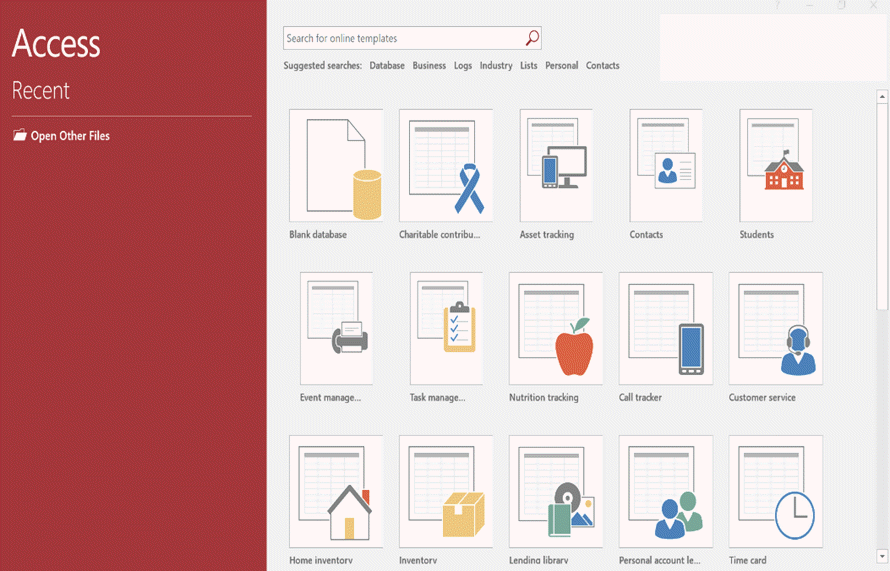 Access
Recent
Open Other Files
Search for online templates
Suggested searches: Database Business Logs Industry Lists Personal Contacts
Blank database
Charitable contribu...
Asset tracking
Contacts
Students
Event manage...
Task manage...
Nutrition tracking
Call tracker
Customer service
Home inventory
Inventory
Lending library
Personal account le...
Time card